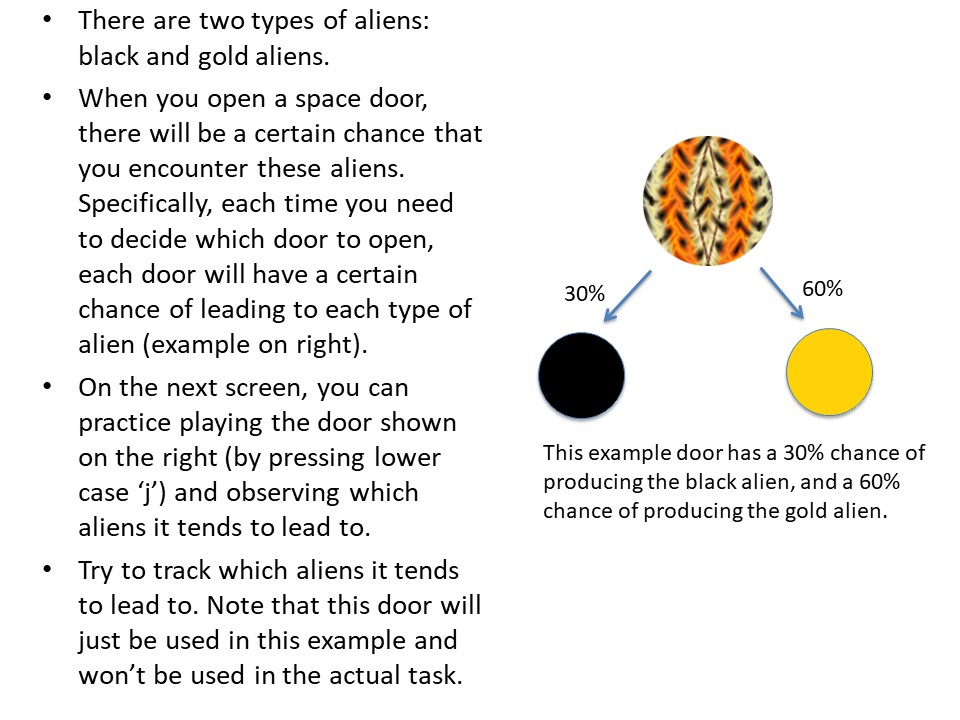 • There are two types of aliens:
black and gold aliens.
• When you open a space door,
there will be a certain chance that
you encounter these aliens.
Specifically, each time you need
to decide which door to open,
each door will have a certain
chance of leading to each type of
alien (example on right).
• On the next screen, you can
practice playing the door shown
on the right (by pressing lower
case ‘j’) and observing which
aliens it tends to lead to.
• Try to track which aliens it tends
to lead to. Note that this door will
just be used in this example and
won’t be used in the actual task.
30%
60%
This example door has a 30% chance of
producing the black alien, and a 60%
chance of producing the gold alien.